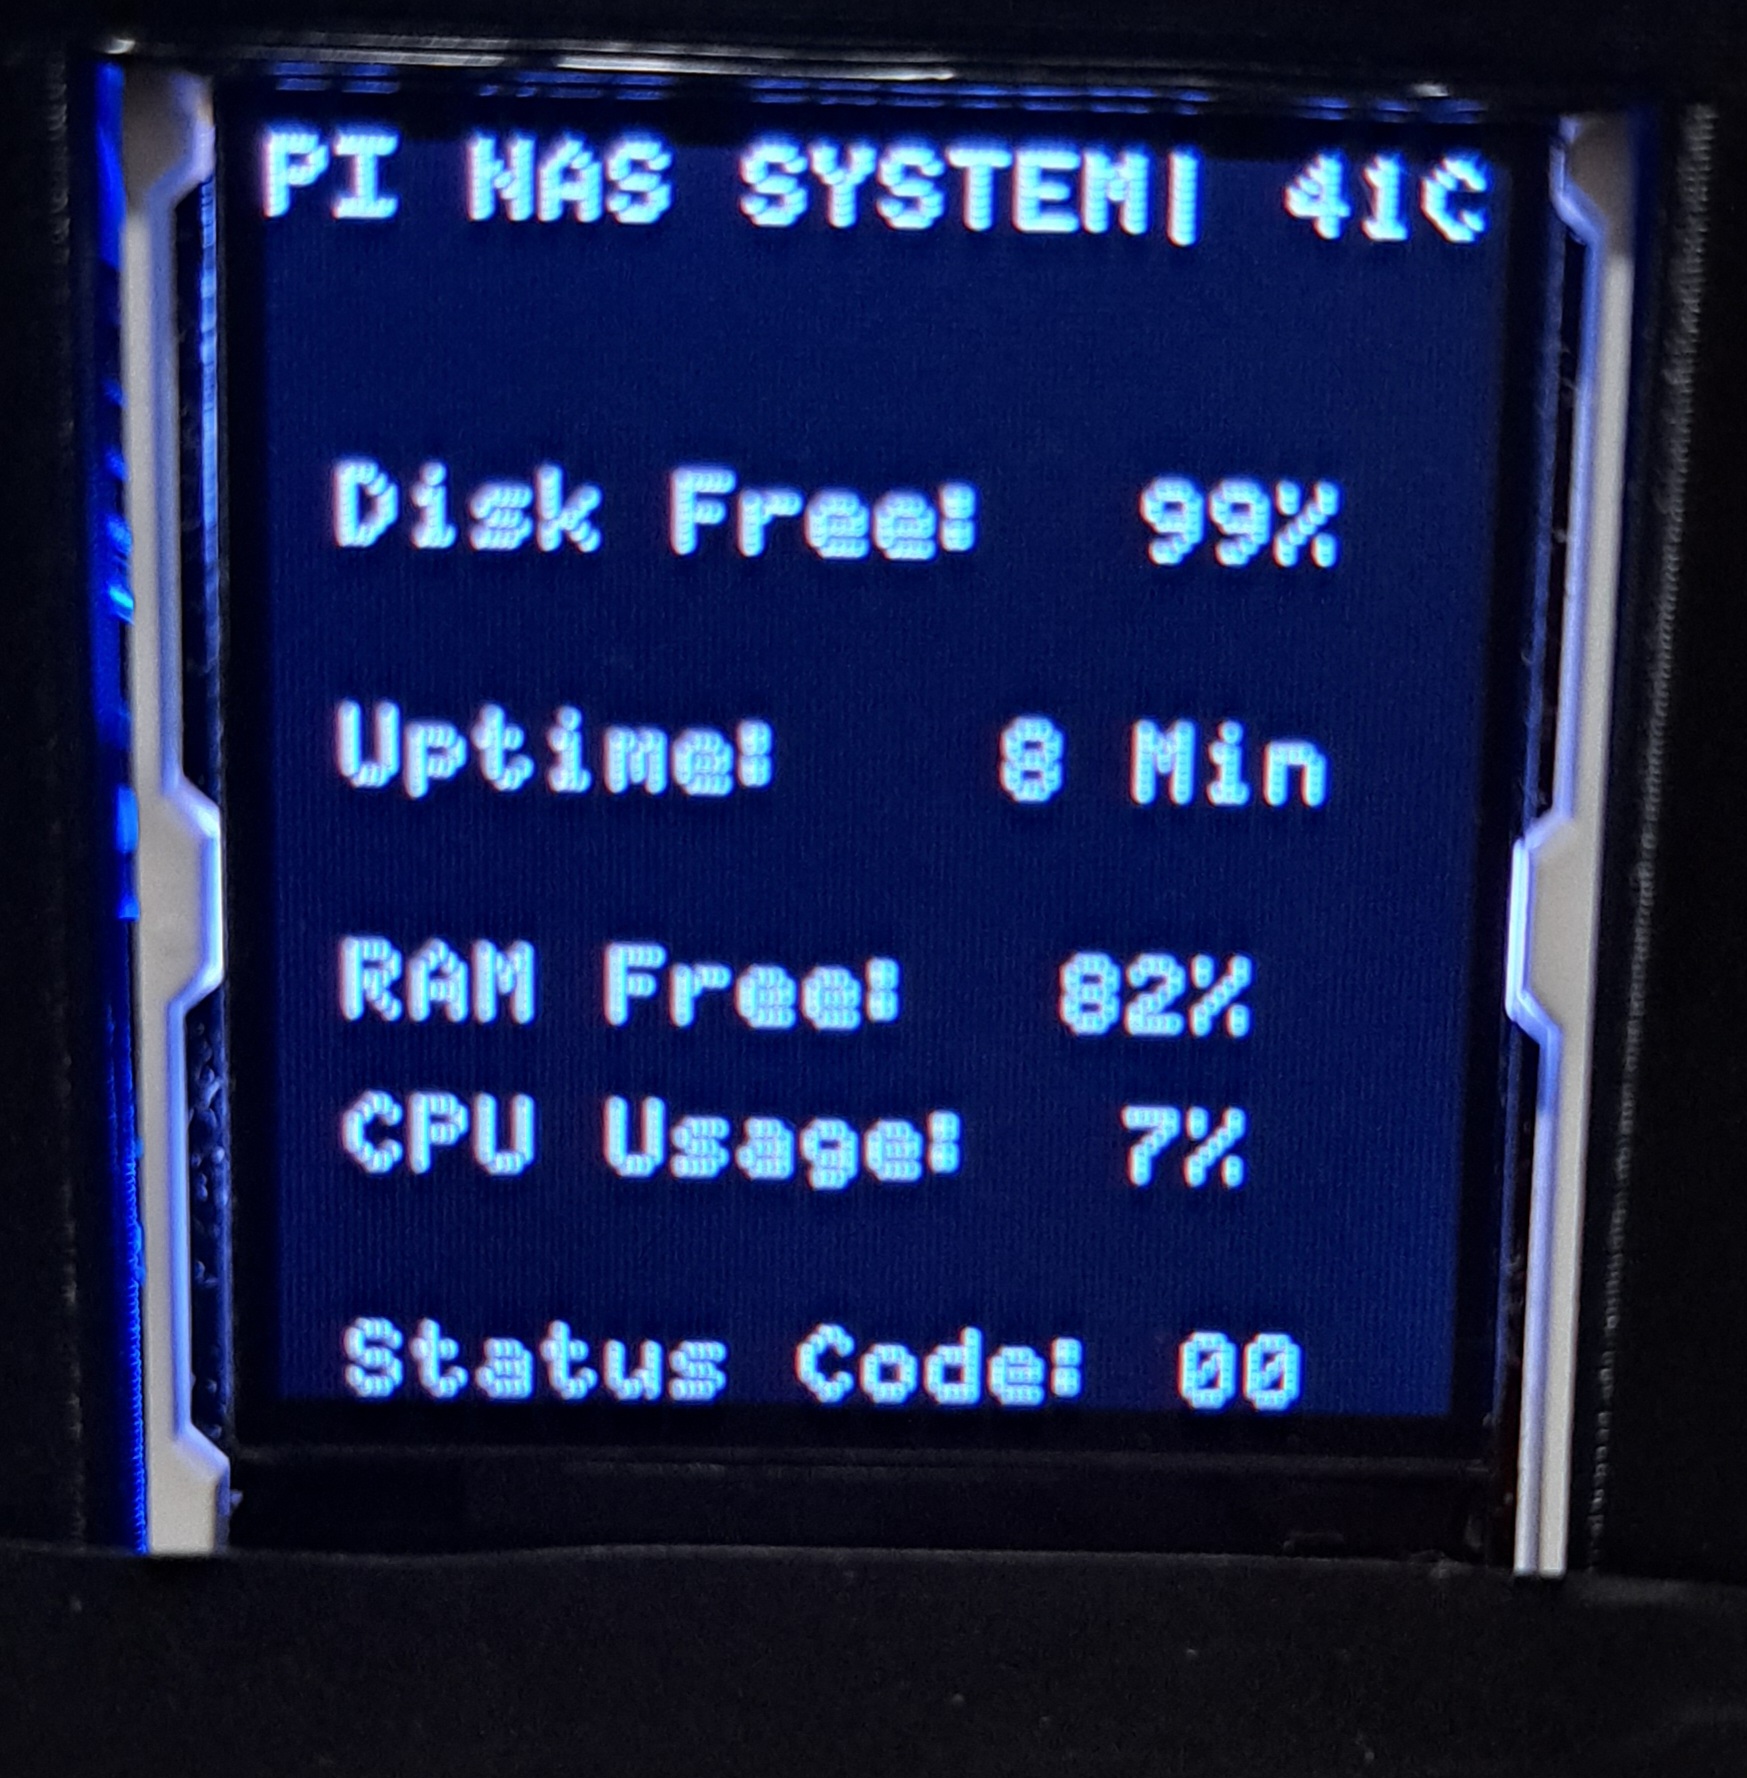 PI NAS SYSTEM| 41C
Disk Free: 99%
Uptime: 8 Min
RAM Free: 82%
CPU Usage: 7%
Status Code: 00